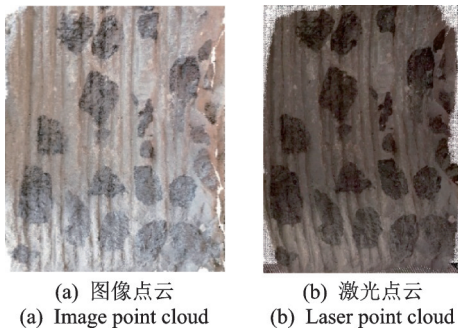 (a) 图像点云
(a) Image point cloud
(b) 激光点云
(b) Laser point cloud